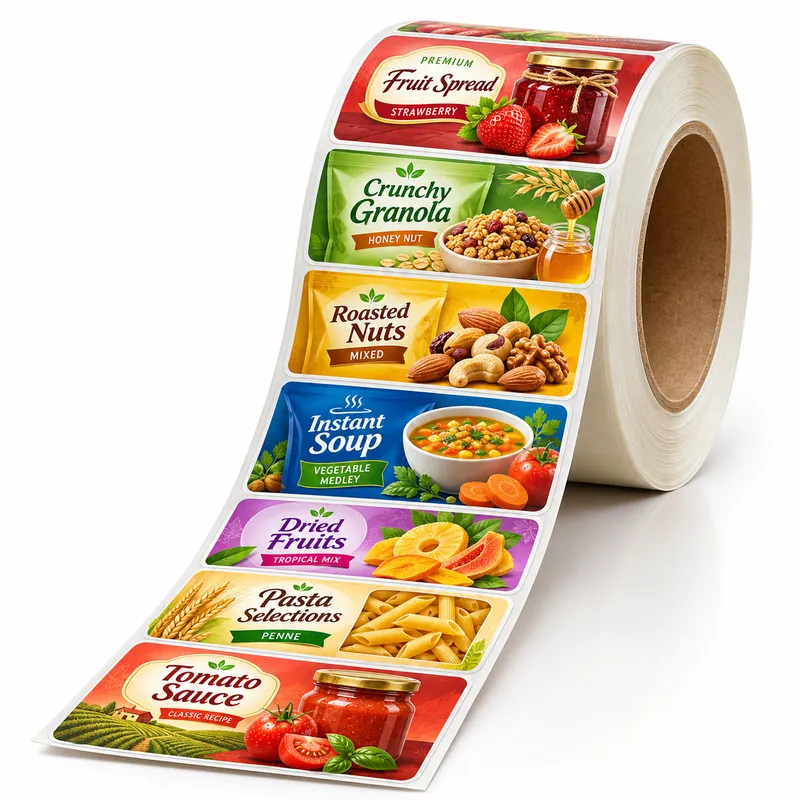 PREMIUM
Fruit Spread
STRAWBERRY
Crunchy
Granola
HONEY NUT
Roasted
Nuts
MIXED
Instant
Soup
VEGETABLE
MEDLEY
Dried
Fruits
TROPICAL MIX
Pasta
Selections
PENNE
Tomato
Sauce
CLASSIC RECIPE